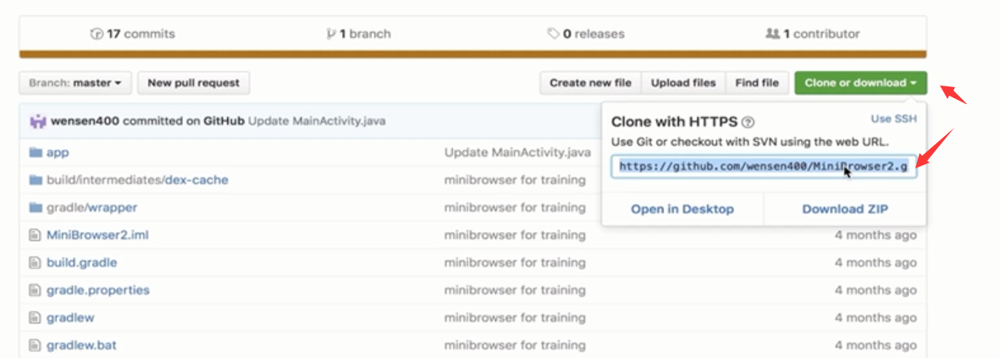 17 commits 1 branch 0 releases 1 contributor
Branch: master New pull request Create new file Upload files Find file Clone or download
wensen400 committed on GitHub Update MainActivity.java
Clone with HTTPS ? Use SSH
Use Git or checkout with SVN using the web URL.
https://github.com/wensen400/MiniBrowser2.g
Open in Desktop Download ZIP
app Update MainActivity.java
build/intermediates/dex-cache minibrowser for training
gradle/wrapper minibrowser for training
MiniBrowser2.iml minibrowser for training 4 months ago
build.gradle minibrowser for training 4 months ago
gradle.properties minibrowser for training 4 months ago
gradlew minibrowser for training 4 months ago
gradlew.bat minibrowser for training 4 months ago